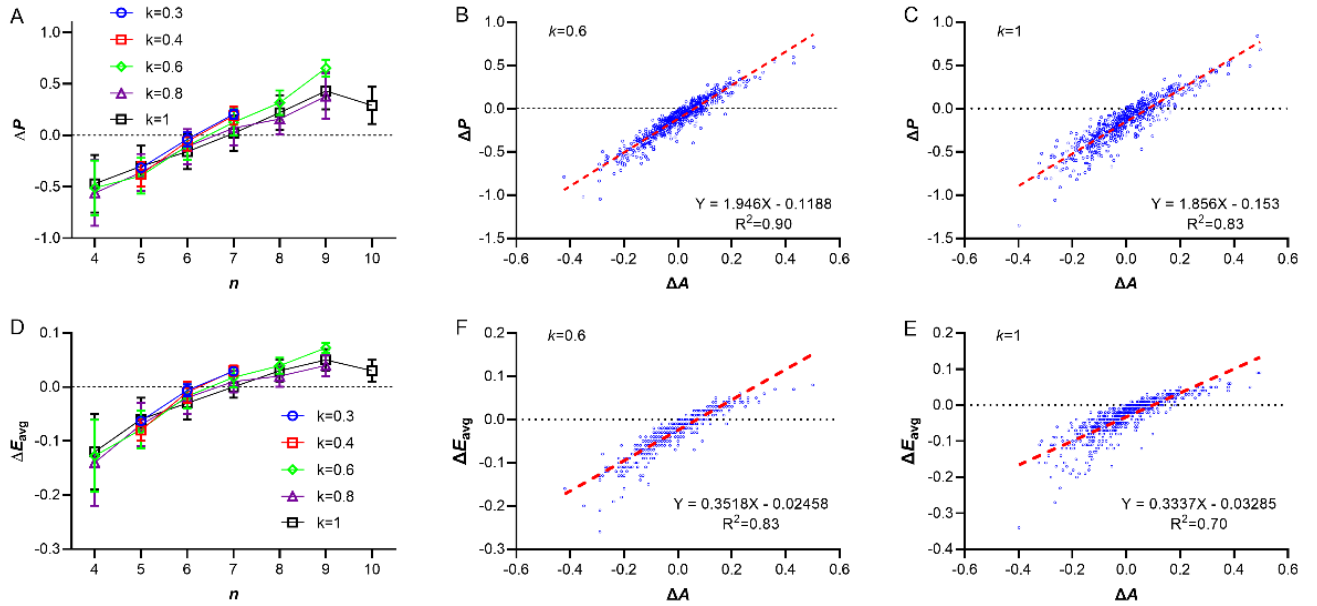 A
k=0.3
k=0.4
k=0.6
k=0.8
k=1
1.0
0.5
0.0
-0.5
-1.0
ΔP
4 5 6 7 8 9 10
n
B
k=0.6
1.0
0.5
0.0
-0.5
-1.0
-1.5
ΔP
Y = 1.946X - 0.1188
R²=0.90
-0.6 -0.4 -0.2 0.0 0.2 0.4 0.6
ΔA
C
k=1
1.0
0.5
0.0
-0.5
-1.0
-1.5
ΔP
Y = 1.856X - 0.153
R²=0.83
-0.6 -0.4 -0.2 0.0 0.2 0.4 0.6
ΔA
D
0.1
0.0
-0.1
-0.2
-0.3
ΔEavg
k=0.3
k=0.4
k=0.6
k=0.8
k=1
4 5 6 7 8 9 10
n
F
k=0.6
0.2
0.1
0.0
-0.1
-0.2
-0.3
ΔEavg
Y = 0.3518X - 0.02458
R²=0.83
-0.6 -0.4 -0.2 0.0 0.2 0.4 0.6
ΔA
E
k=1
0.2
0.1
0.0
-0.1
-0.2
-0.3
-0.4
ΔEavg
Y = 0.3337X - 0.03285
R²=0.70
-0.6 -0.4 -0.2 0.0 0.2 0.4 0.6
ΔA